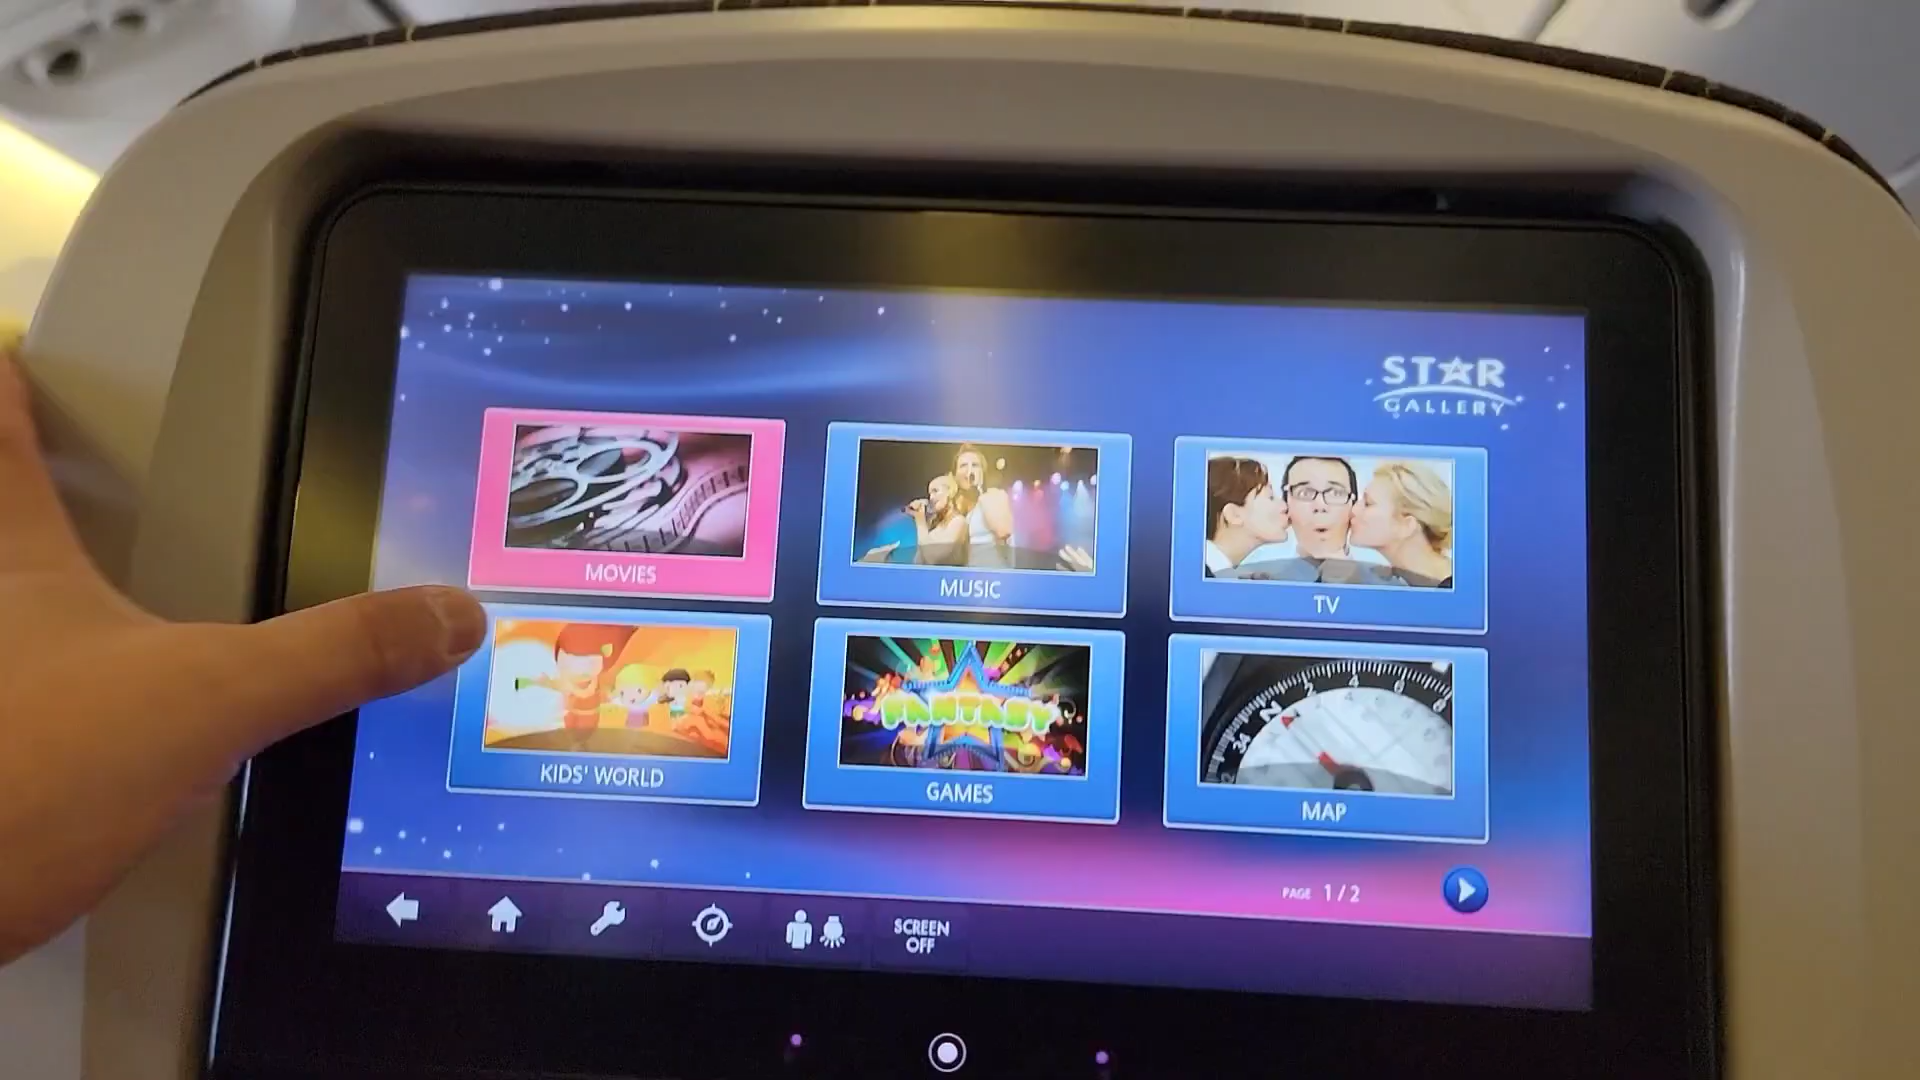 STAR
GALLERY
MOVIES
MUSIC
TV
FANTASY
KIDS' WORLD
GAMES
MAP
PAGE 1/2
SCREEN
OFF